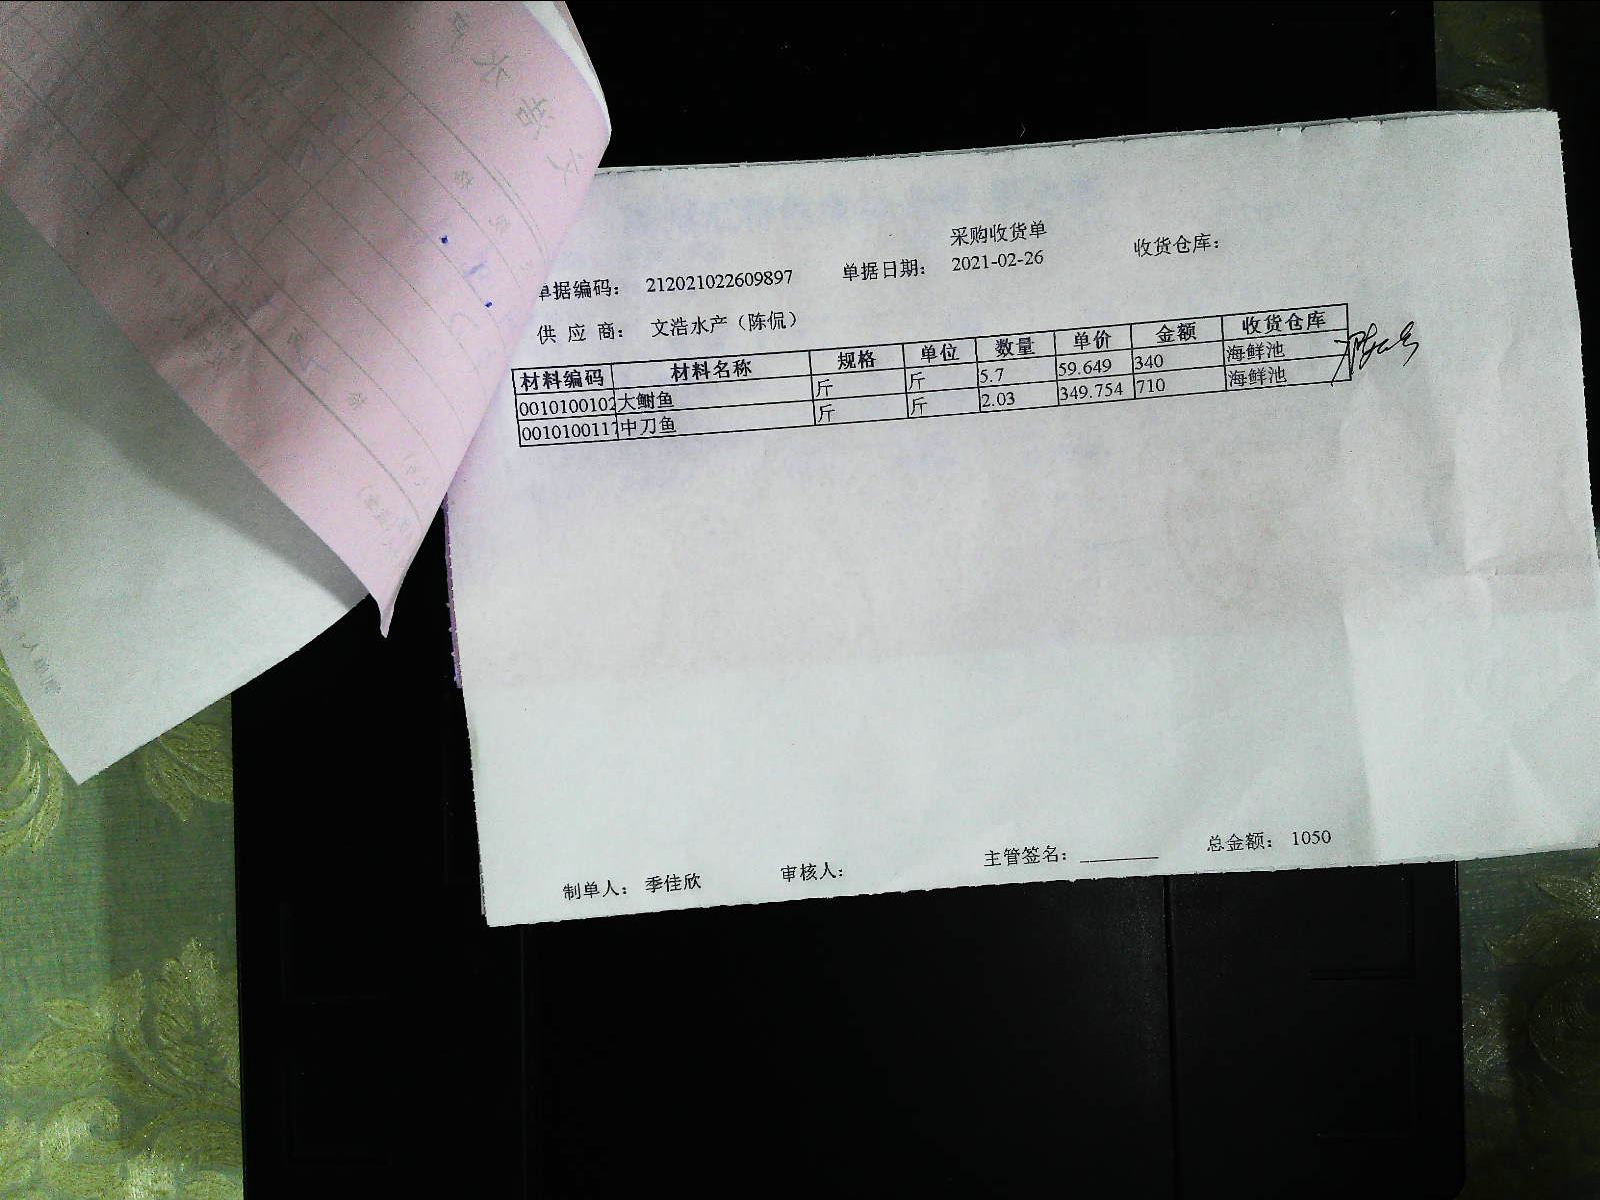 采购收货单
单据编码： 212021022609897 单据日期： 2021-02-26 收货仓库：
供 应 商： 文浩水产（陈侃）
材料编码 材料名称 规格 单位 数量 单价 金额 收货仓库
0010100102 大鲋鱼 斤 斤 5.7 59.649 340 海鲜池
0010100117 中刀鱼 斤 斤 2.03 349.754 710 海鲜池
制单人： 季佳欣 审核人： 主管签名：________ 总金额： 1050